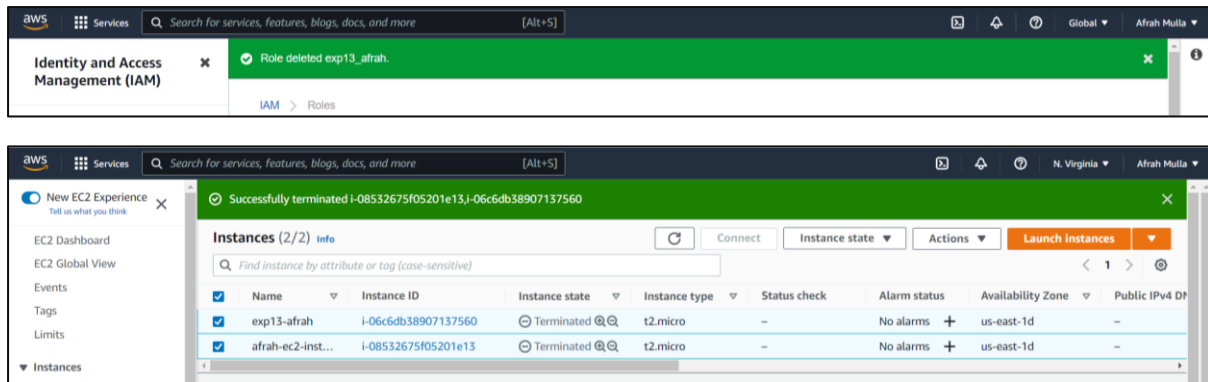 aws Services Search for services, features, blogs, docs, and more [Alt+S] Global ▼ Afrah Mulla ▼
Identity and Access Management (IAM)
Role deleted exp13_afrah.
IAM > Roles
aws Services Search for services, features, blogs, docs, and more [Alt+S] N. Virginia ▼ Afrah Mulla ▼
New EC2 Experience
Tell us what you think
Successfully terminated i-08532675f05201e13,i-06c6db38907137560
EC2 Dashboard
EC2 Global View
Events
Tags
Limits
▼ Instances
Instances (2/2) Info Connect Instance state ▼ Actions ▼ Launch instances ▼
Find instance by attribute or tag (case-sensitive) < 1 >
Name Instance ID Instance state Instance type Status check Alarm status Availability Zone Public IPv4 DN
exp13-afrah i-06c6db38907137560 Terminated t2.micro – No alarms + us-east-1d –
afrah-ec2-inst... i-08532675f05201e13 Terminated t2.micro – No alarms + us-east-1d –